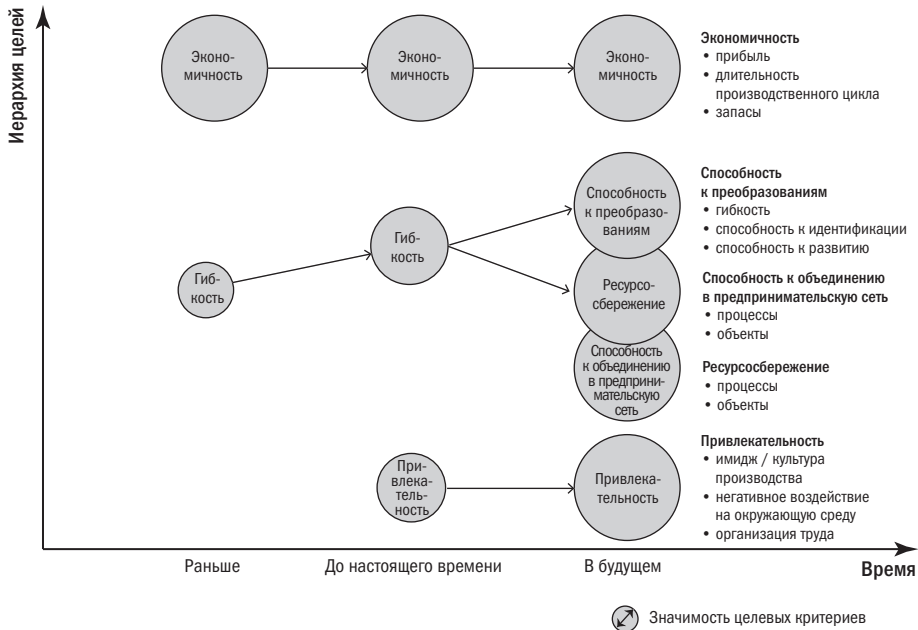 Иерархия целей
Эконо-
мичность
Эконо-
мичность
Эконо-
мичность
Экономичность
• прибыль
• длительность
производственного цикла
• запасы
Гиб-
кость
Гиб-
кость
Способность
к преобразо-
ваниям
Ресурсо-
сбережение
Способность
к объединению
в предприни-
мательскую
сеть
Способность
к преобразованиям
• гибкость
• способность к идентификации
• способность к развитию
Способность к объединению
в предпринимательскую сеть
• процессы
• объекты
Ресурсосбережение
• процессы
• объекты
При-
влека-
тель-
ность
Привлека-
тельность
Привлекательность
• имидж / культура
производства
• негативное воздействие
на окружающую среду
• организация труда
Раньше
До настоящего времени
В будущем
Время
Значимость целевых критериев